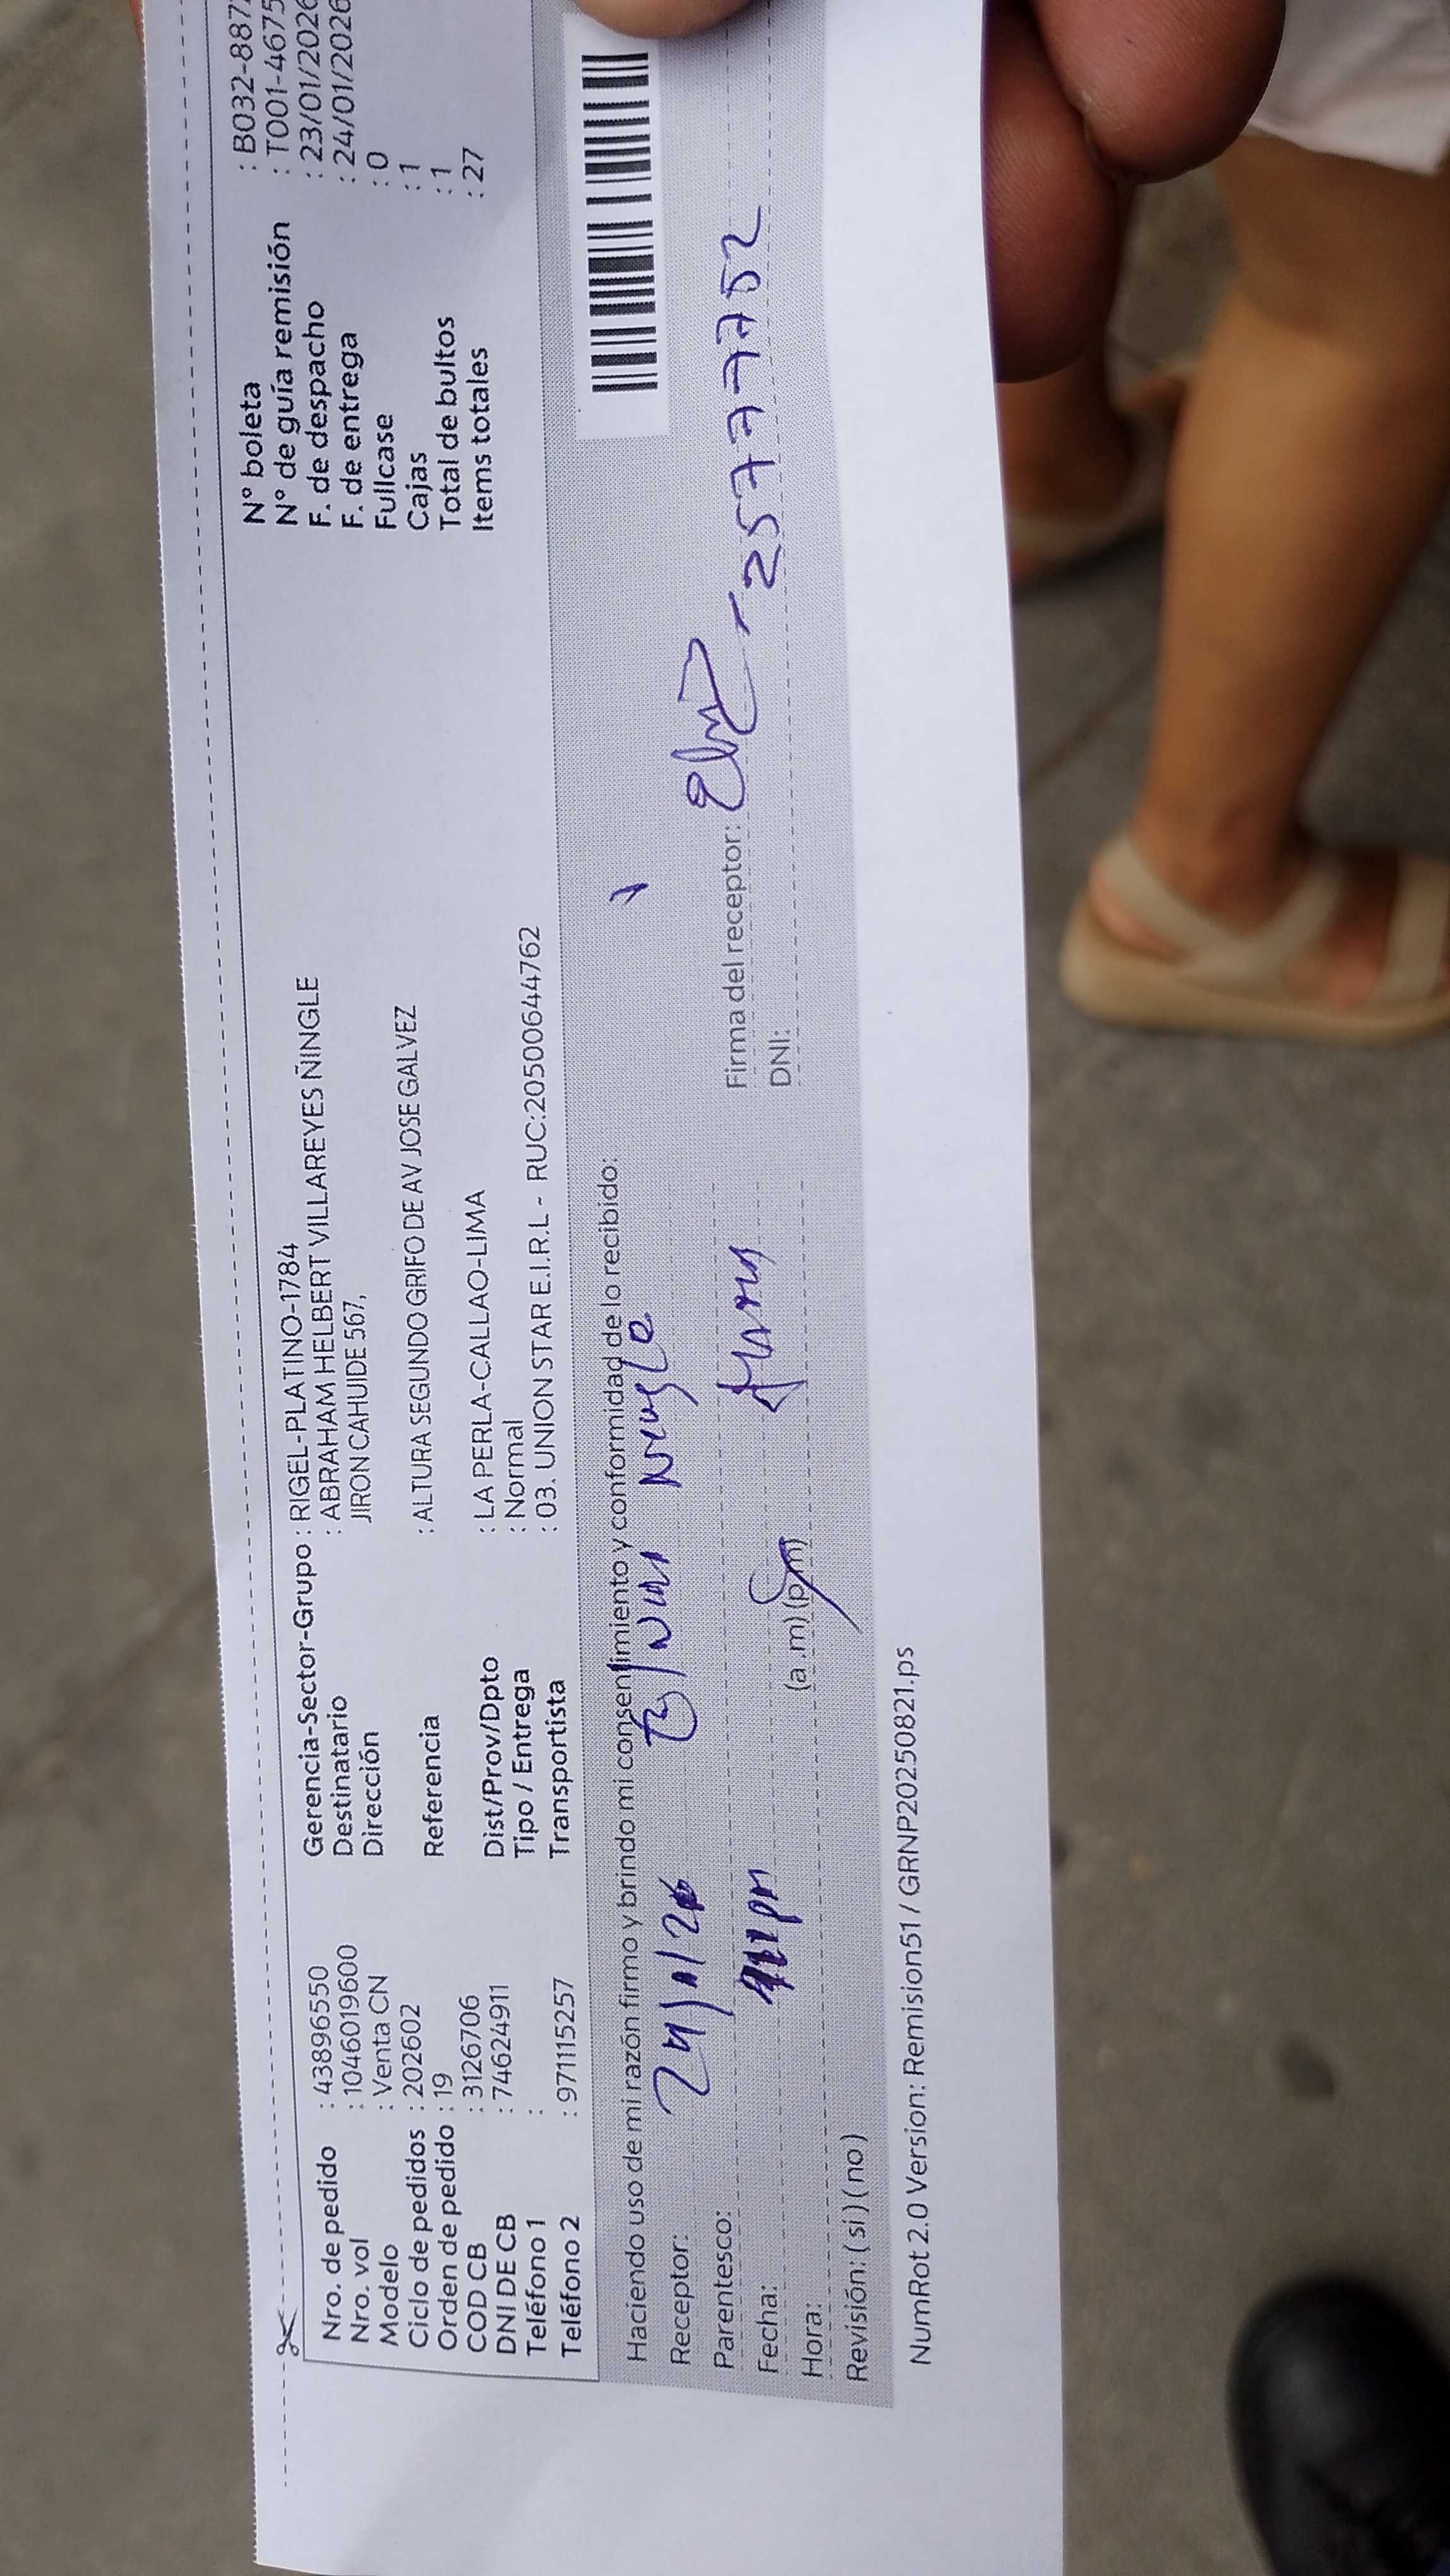 Nro. de pedido : 43896550
Nro. vol : 1046019600
Modelo : Venta CN
Ciclo de pedidos : 202602
Orden de pedido : 19
COD CB : 3126706
DNI DE CB : 74624911
Teléfono 1 :
Teléfono 2 : 971115257
Gerencia-Sector-Grupo : RIGEL-PLATINO-1784
Destinatario : ABRAHAM HELBERT VILLAREYES ÑINGLE
Dirección JIRON CAHUIDE 567,
Referencia : ALTURA SEGUNDO GRIFO DE AV JOSE GALVEZ
Dist/Prov/Dpto : LA PERLA-CALLAO-LIMA
Tipo / Entrega : Normal
Transportista : 03. UNION STAR E.I.R.L - RUC:20500644762
N° boleta : B032-887
N° de guía remisión : T001-4675
F. de despacho : 23/01/2026
F. de entrega : 24/01/2026
Fullcase : 0
Cajas : 1
Total de bultos : 1
Items totales : 27
Haciendo uso de mi razón firmo y brindo mi consentimiento y conformidad de lo recibido:
Receptor: 24/01/26
Parentesco:
Fecha:
Hora: (a.m) (p.m)
Revisión: ( si ) ( no )
Firma del receptor:
DNI: 25777752
NumRot 2.0 Version: Remision51 / GRNP20250821.ps